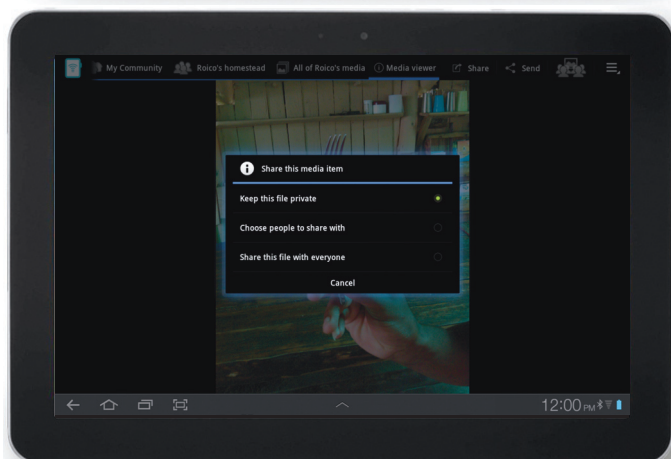 My Community Roico's homestead All of Roico's media Media viewer Share Send
Share this media item
Keep this file private
Choose people to share with
Share this file with everyone
Cancel
12:00 PM